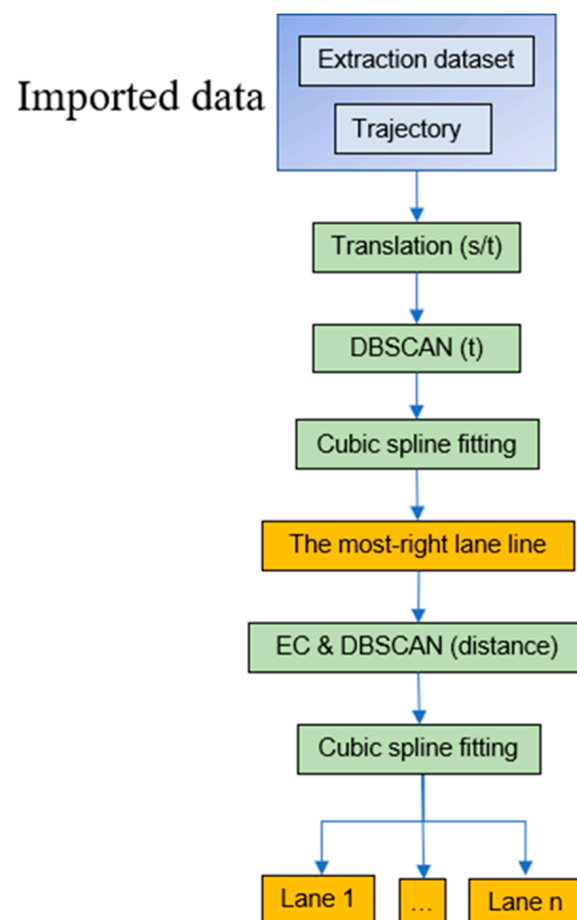 Extraction dataset
Imported data
Trajectory
Translation (s/t)
DBSCAN (t)
Cubic spline fitting
The most-right lane line
EC & DBSCAN (distance)
Cubic spline fitting
Lane 1
...
Lane n